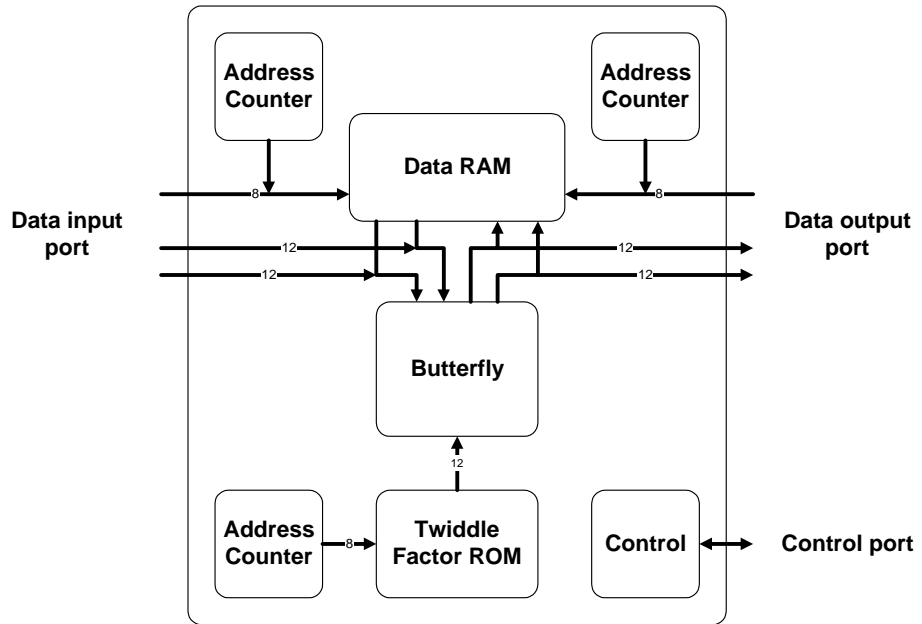 Address
Counter
Address
Counter
Data RAM
8
8
Data input
port
Data output
port
12
12
12
12
Butterfly
12
Address
Counter
8
Twiddle
Factor ROM
Control
Control port